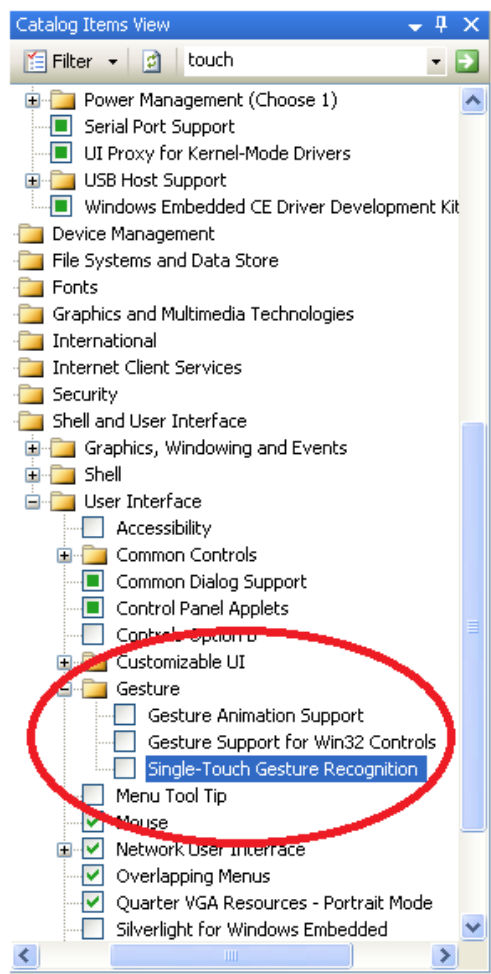 Catalog Items View
Filter touch
Power Management (Choose 1)
Serial Port Support
UI Proxy for Kernel-Mode Drivers
USB Host Support
Windows Embedded CE Driver Development Kit
Device Management
File Systems and Data Store
Fonts
Graphics and Multimedia Technologies
International
Internet Client Services
Security
Shell and User Interface
Graphics, Windowing and Events
Shell
User Interface
Accessibility
Common Controls
Common Dialog Support
Control Panel Applets
Controls Option B
Customizable UI
Gesture
Gesture Animation Support
Gesture Support for Win32 Controls
Single-Touch Gesture Recognition
Menu Tool Tip
Mouse
Network User Interface
Overlapping Menus
Quarter VGA Resources - Portrait Mode
Silverlight for Windows Embedded